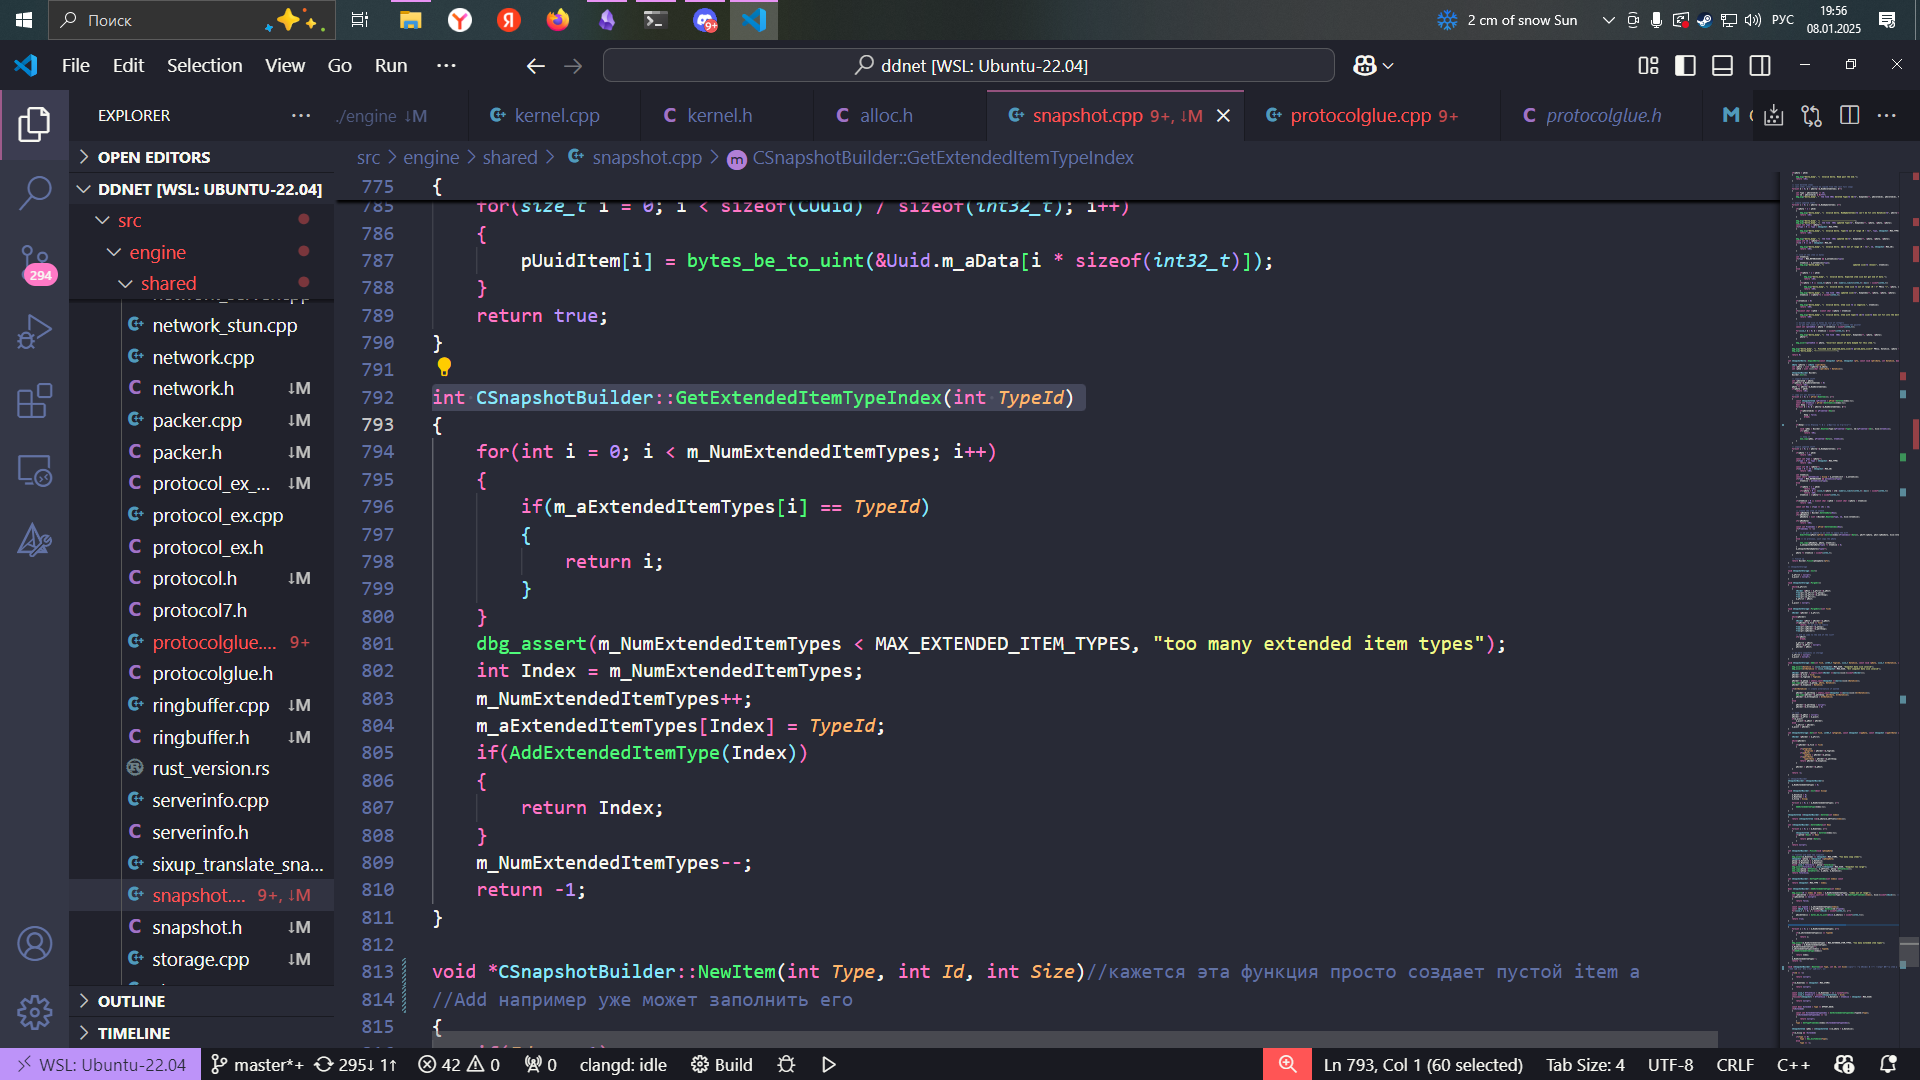 Поиск
2 cm of snow Sun
РУС
19:56
08.01.2025
File Edit Selection View Go Run ···
ddnet [WSL: Ubuntu-22.04]
EXPLORER
./engine ↓M
kernel.cpp
kernel.h
alloc.h
snapshot.cpp 9+, ↓M
protocolglue.cpp 9+
protocolglue.h
src > engine > shared > snapshot.cpp > CSnapshotBuilder::GetExtendedItemTypeIndex
OPEN EDITORS
DDNET [WSL: UBUNTU-22.04]
src
engine
shared
network_stun.cpp
network.cpp
network.h ↓M
packer.cpp ↓M
packer.h ↓M
protocol_ex_... ↓M
protocol_ex.cpp
protocol_ex.h
protocol.h ↓M
protocol7.h
protocolglue.... 9+
protocolglue.h
ringbuffer.cpp ↓M
ringbuffer.h ↓M
rust_version.rs
serverinfo.cpp
serverinfo.h
sixup_translate_sna...
snapshot.... 9+, ↓M
snapshot.h ↓M
storage.cpp ↓M
OUTLINE
TIMELINE
294
775 {
785 for(size_t i = 0; i < sizeof(CUuid) / sizeof(int32_t); i++)
786 {
787 pUuidItem[i] = bytes_be_to_uint(&Uuid.m_aData[i * sizeof(int32_t)]);
788 }
789 return true;
790 }
791
792 int CSnapshotBuilder::GetExtendedItemTypeIndex(int TypeId)
793 {
794 for(int i = 0; i < m_NumExtendedItemTypes; i++)
795 {
796 if(m_aExtendedItemTypes[i] == TypeId)
797 {
798 return i;
799 }
800 }
801 dbg_assert(m_NumExtendedItemTypes < MAX_EXTENDED_ITEM_TYPES, "too many extended item types");
802 int Index = m_NumExtendedItemTypes;
803 m_NumExtendedItemTypes++;
804 m_aExtendedItemTypes[Index] = TypeId;
805 if(AddExtendedItemType(Index))
806 {
807 return Index;
808 }
809 m_NumExtendedItemTypes--;
810 return -1;
811 }
812
813 void *CSnapshotBuilder::NewItem(int Type, int Id, int Size)//кажется эта функция просто создает пустой item а
814 //Add например уже может заполнить его
815 {
WSL: Ubuntu-22.04 master*+ 295↓ 1↑ 42 0 0 clangd: idle Build
Ln 793, Col 1 (60 selected) Tab Size: 4 UTF-8 CRLF C++